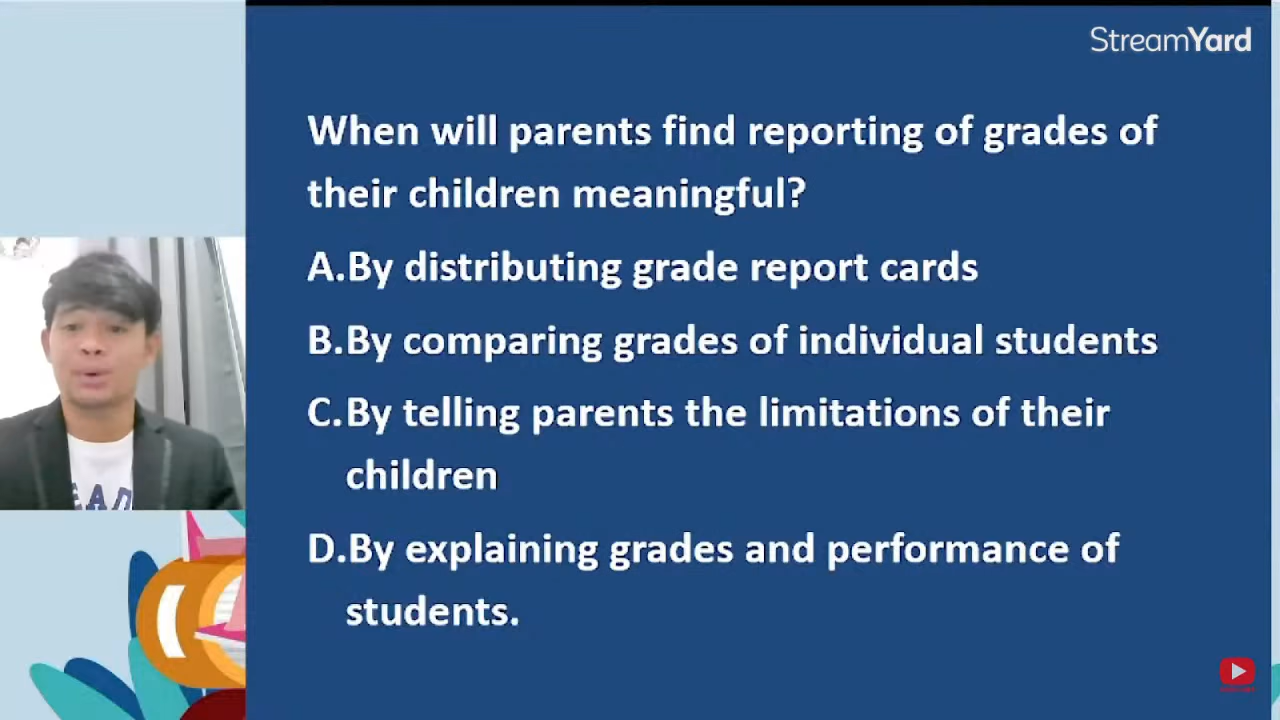 StreamYard
When will parents find reporting of grades of
their children meaningful?
A.By distributing grade report cards
B.By comparing grades of individual students
C.By telling parents the limitations of their
children
D.By explaining grades and performance of
students.